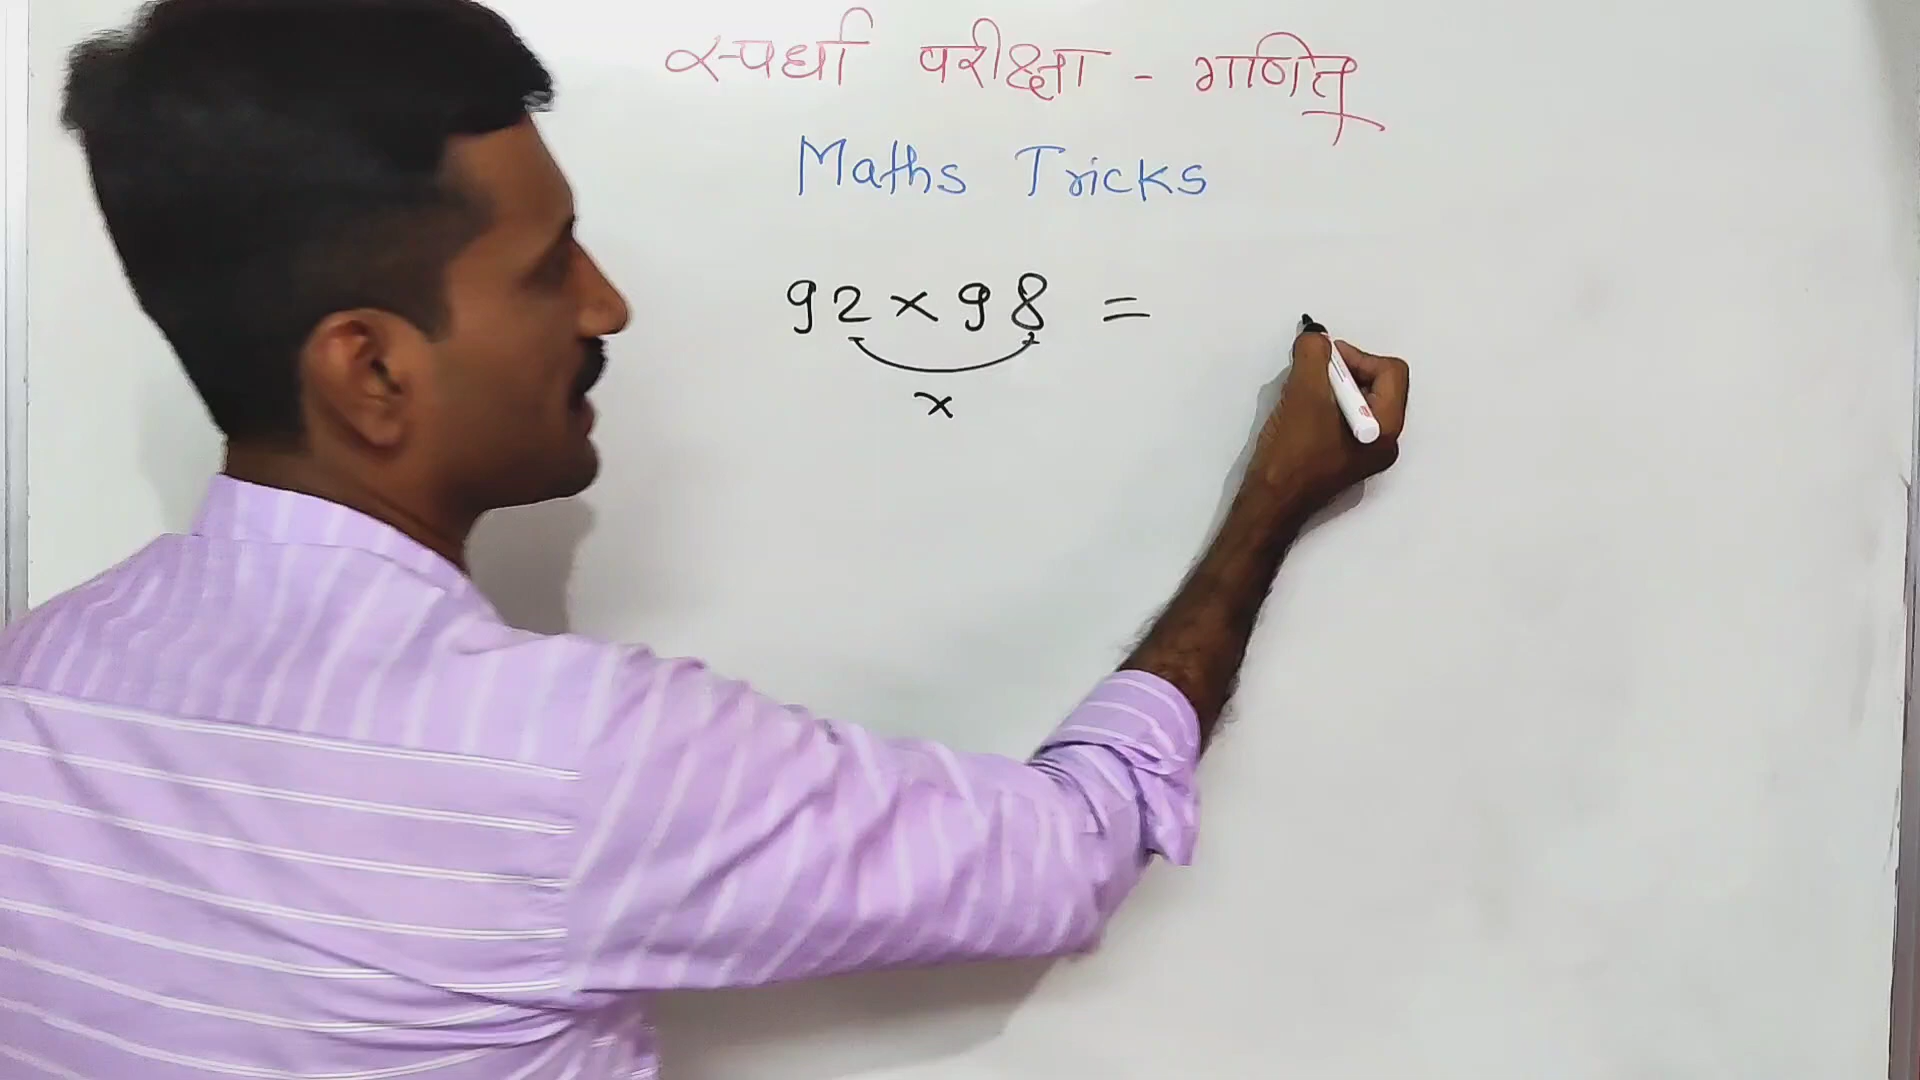 स्पर्धा परीक्षा - गणित
Maths Tricks
92 × 98 =
×